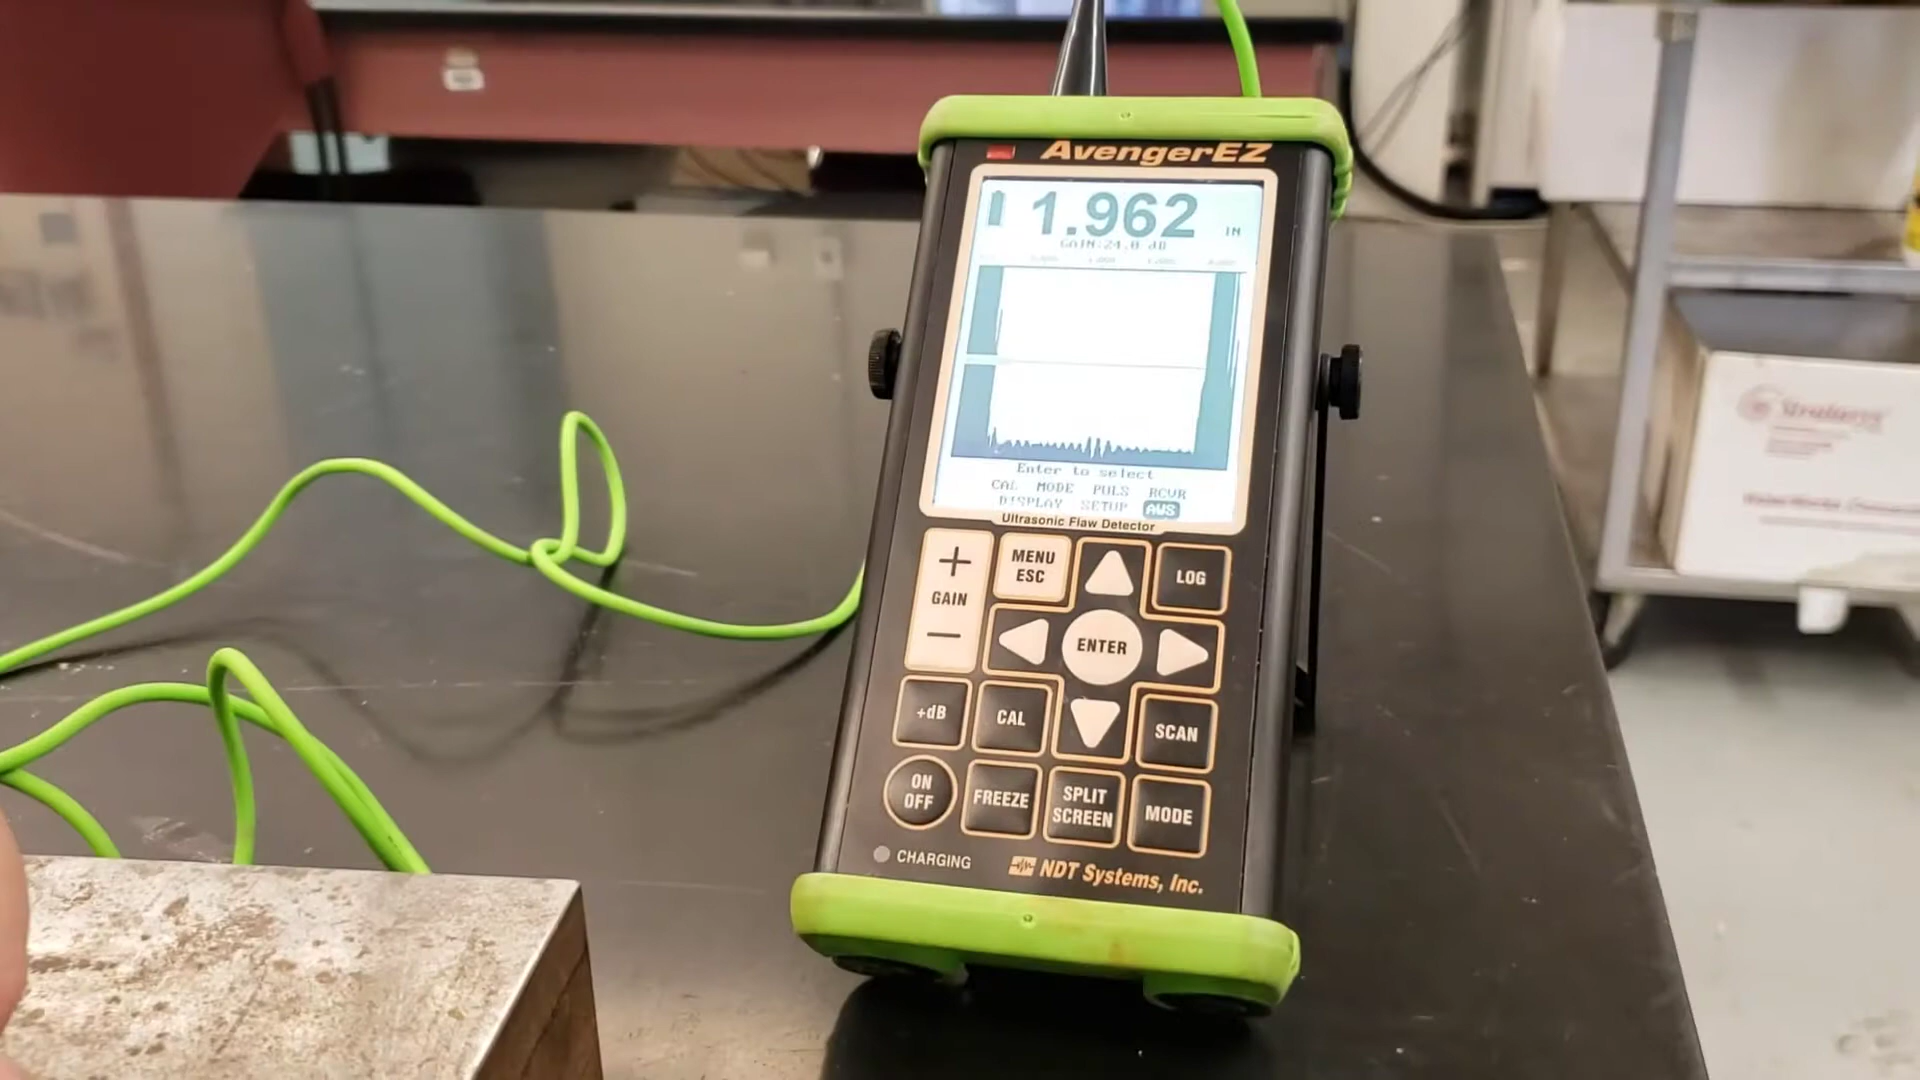 AvengerEZ
1.962 IN
GAIN:24.0 dB
Enter to select
CAL MODE PULS RCVR
DISPLAY SETUP AWS
Ultrasonic Flaw Detector
+ GAIN −
MENU ESC
LOG
ENTER
+dB
CAL
SCAN
ON OFF
FREEZE
SPLIT SCREEN
MODE
CHARGING
NDT Systems, Inc.